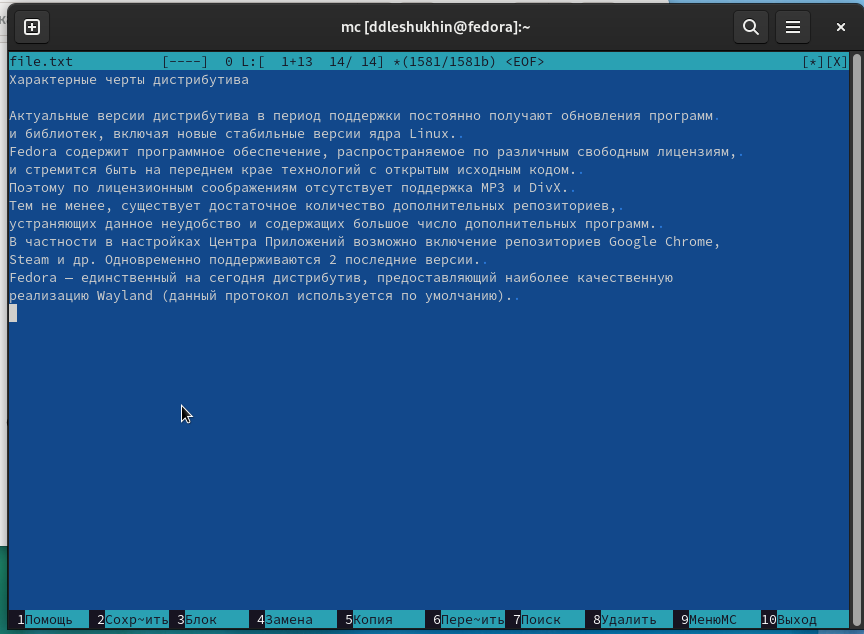 mc [ddleshukhin@fedora]:~
file.txt [----] 0 L:[ 1+13 14/ 14] *(1581/1581b) <EOF> [*][X]
Характерные черты дистрибутива
Актуальные версии дистрибутива в период поддержки постоянно получают обновления программ.
и библиотек, включая новые стабильные версии ядра Linux..
Fedora содержит программное обеспечение, распространяемое по различным свободным лицензиям,.
и стремится быть на переднем крае технологий с открытым исходным кодом..
Поэтому по лицензионным соображениям отсутствует поддержка MP3 и DivX..
Тем не менее, существует достаточное количество дополнительных репозиториев,.
устраняющих данное неудобство и содержащих большое число дополнительных программ..
В частности в настройках Центра Приложений возможно включение репозиториев Google Chrome,
Steam и др. Одновременно поддерживаются 2 последние версии..
Fedora — единственный на сегодня дистрибутив, предоставляющий наиболее качественную
реализацию Wayland (данный протокол используется по умолчанию)..
1Помощь 2Сохр~ить 3Блок 4Замена 5Копия 6Пере~ить 7Поиск 8Удалить 9МенюMC 10Выход